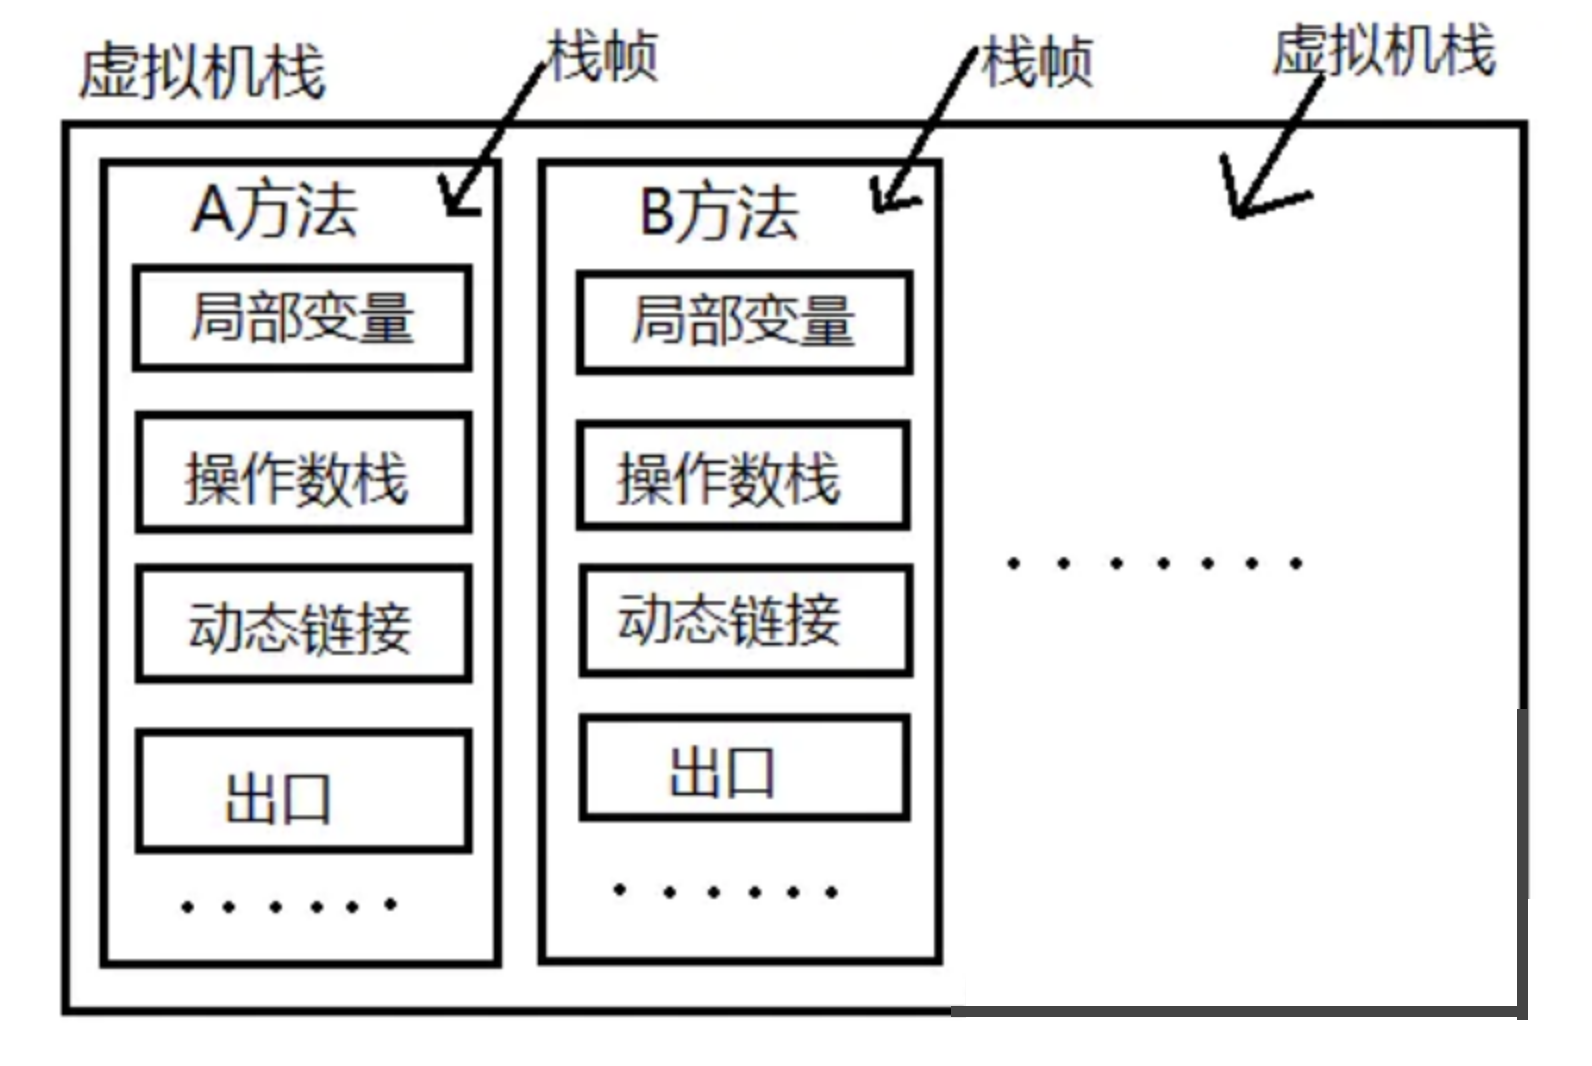 虚拟机栈
栈帧
栈帧
虚拟机栈
A方法
局部变量
操作数栈
动态链接
出口
······
B方法
局部变量
操作数栈
动态链接
出口
······
·······